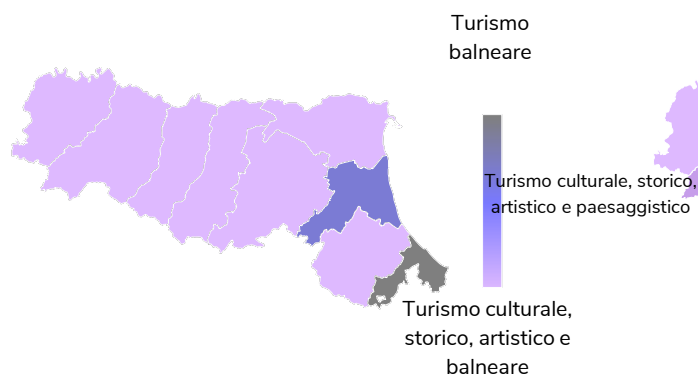 Turismo
balneare
Turismo culturale, storico,
artistico e paesaggistico
Turismo culturale,
storico, artistico e
balneare